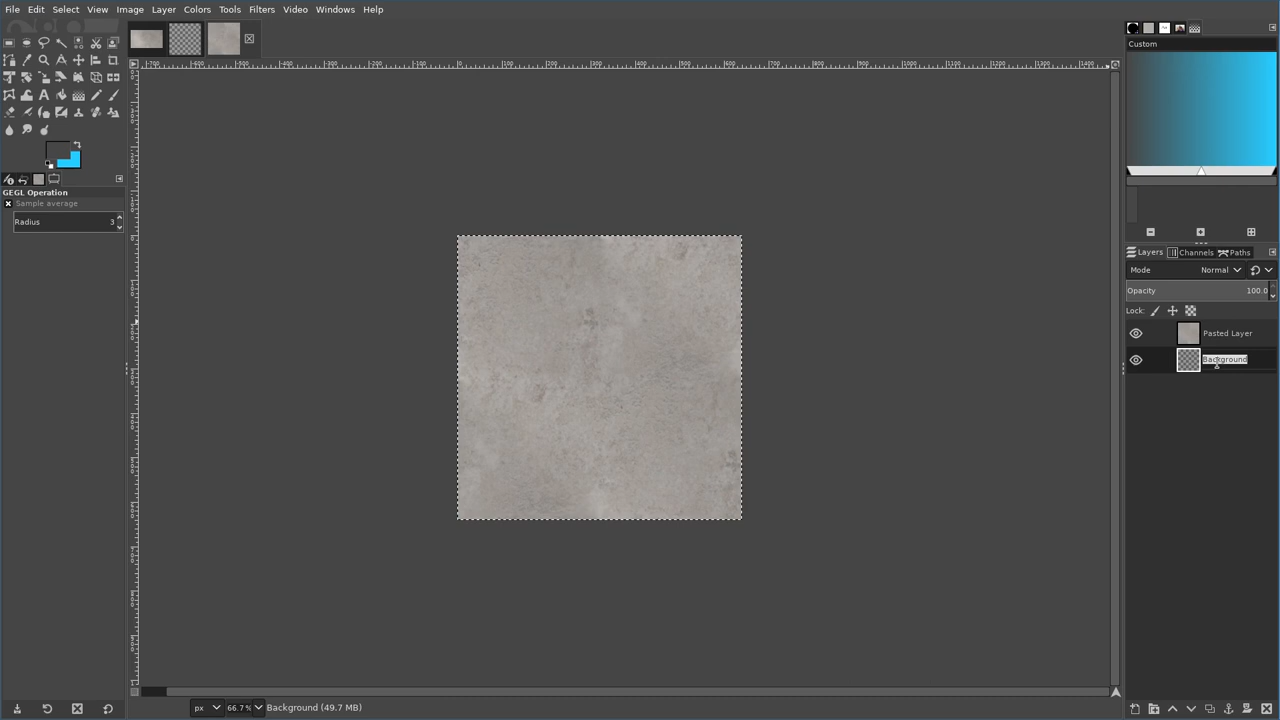 File Edit Select View Image Layer Colors Tools Filters Video Windows Help
Custom
GEGL Operation
Sample average
Radius 3
Layers Channels Paths
Mode Normal
Opacity 100.0
Lock:
Pasted Layer
Background
px 66.7 % Background (49.7 MB)